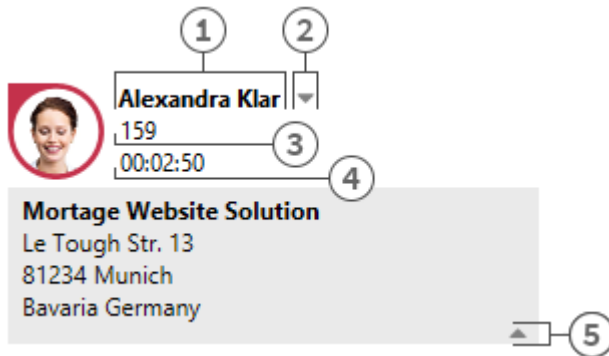 1 2
Alexandra Klar
159
3
00:02:50
4
Mortage Website Solution
Le Tough Str. 13
81234 Munich
Bavaria Germany
5